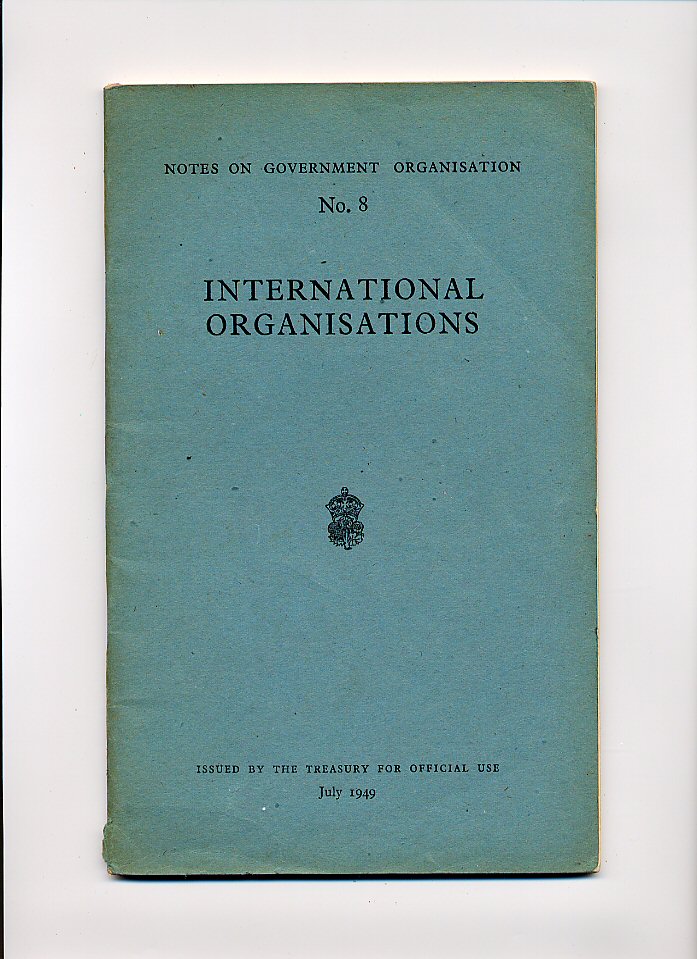 NOTES ON GOVERNMENT ORGANISATION
No. 8
INTERNATIONAL
ORGANISATIONS
ISSUED BY THE TREASURY FOR OFFICIAL USE
July 1949